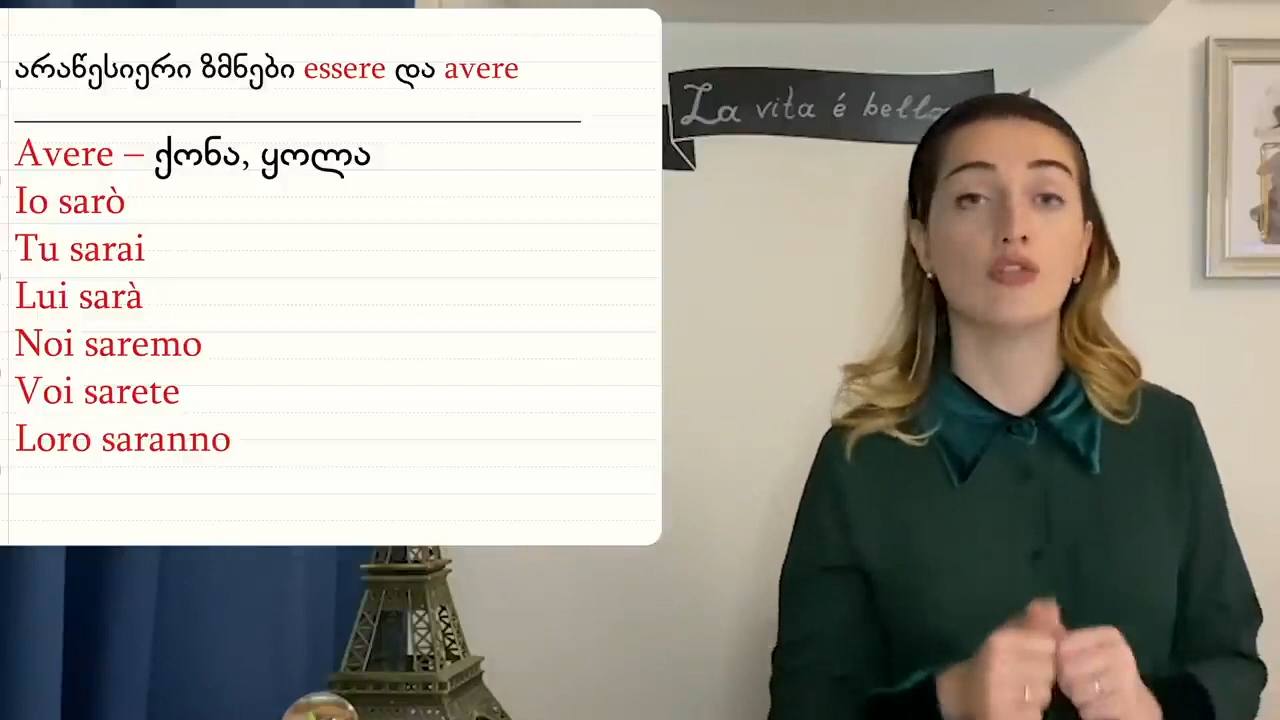 არაწესიერი ზმნები essere და avere
Avere – ქონა, ყოლა
Io sarò
Tu sarai
Lui sarà
Noi saremo
Voi sarete
Loro saranno
La vita é bella